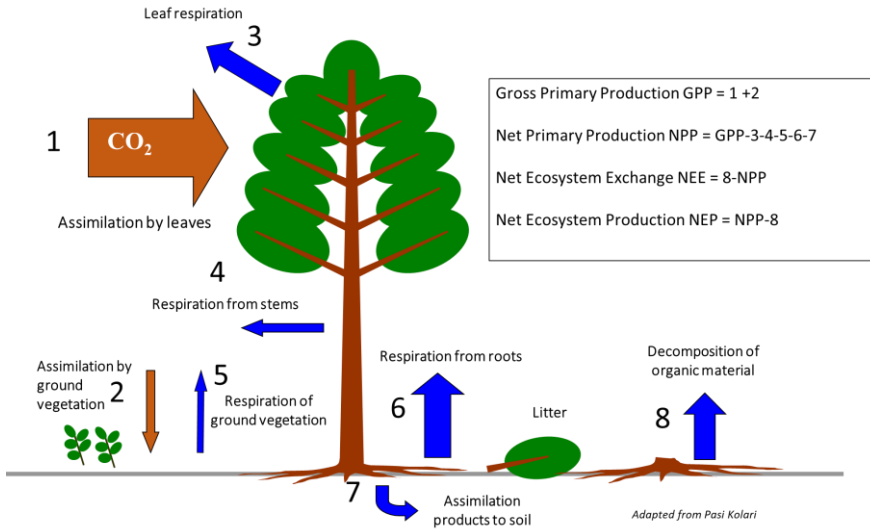 Leaf respiration
3
1
CO2
Assimilation by leaves
Gross Primary Production GPP = 1 +2
Net Primary Production NPP = GPP-3-4-5-6-7
Net Ecosystem Exchange NEE = 8-NPP
Net Ecosystem Production NEP = NPP-8
4
Respiration from stems
Assimilation by
ground
vegetation
2
5
Respiration of
ground vegetation
Respiration from roots
6
Litter
Decomposition of
organic material
8
7
Assimilation
products to soil
Adapted from Pasi Kolari